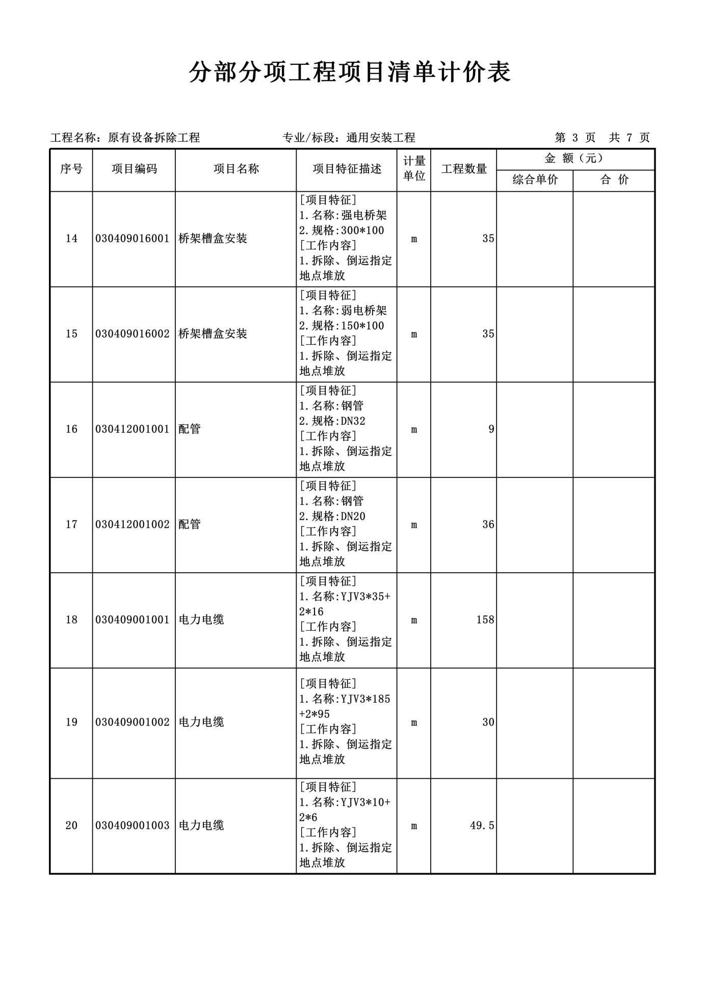 分部分项工程项目清单计价表
工程名称：原有设备拆除工程 专业/标段：通用安装工程 第 3 页 共 7 页
序号 项目编码 项目名称 项目特征描述 计量单位 工程数量 金 额（元）
综合单价 合 价
14 030409016001 桥架槽盒安装 [项目特征]
1.名称:强电桥架
2.规格:300*100
[工作内容]
1.拆除、倒运指定
地点堆放 m 35
15 030409016002 桥架槽盒安装 [项目特征]
1.名称:弱电桥架
2.规格:150*100
[工作内容]
1.拆除、倒运指定
地点堆放 m 35
16 030412001001 配管 [项目特征]
1.名称:钢管
2.规格:DN32
[工作内容]
1.拆除、倒运指定
地点堆放 m 9
17 030412001002 配管 [项目特征]
1.名称:钢管
2.规格:DN20
[工作内容]
1.拆除、倒运指定
地点堆放 m 36
18 030409001001 电力电缆 [项目特征]
1.名称:YJV3*35+
2*16
[工作内容]
1.拆除、倒运指定
地点堆放 m 158
19 030409001002 电力电缆 [项目特征]
1.名称:YJV3*185
+2*95
[工作内容]
1.拆除、倒运指定
地点堆放 m 30
20 030409001003 电力电缆 [项目特征]
1.名称:YJV3*10+
2*6
[工作内容]
1.拆除、倒运指定
地点堆放 m 49.5